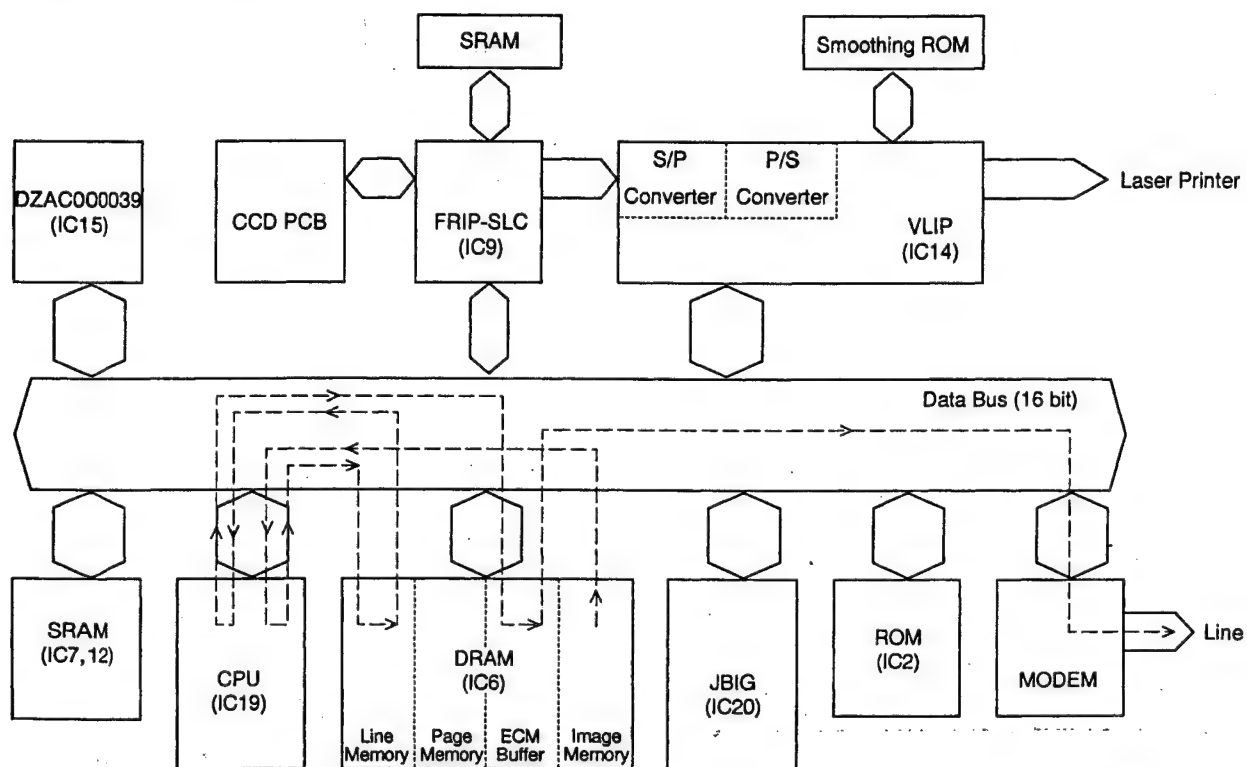 SRAM
Smoothing ROM
DZAC000039
(IC15)
CCD PCB
FRIP-SLC
(IC9)
S/P
Converter
P/S
Converter
VLIP
(IC14)
Laser Printer
Data Bus (16 bit)
SRAM
(IC7, 12)
CPU
(IC19)
DRAM
(IC6)
Line
Memory
Page
Memory
ECM
Buffer
Image
Memory
JBIG
(IC20)
ROM
(IC2)
MODEM
Line